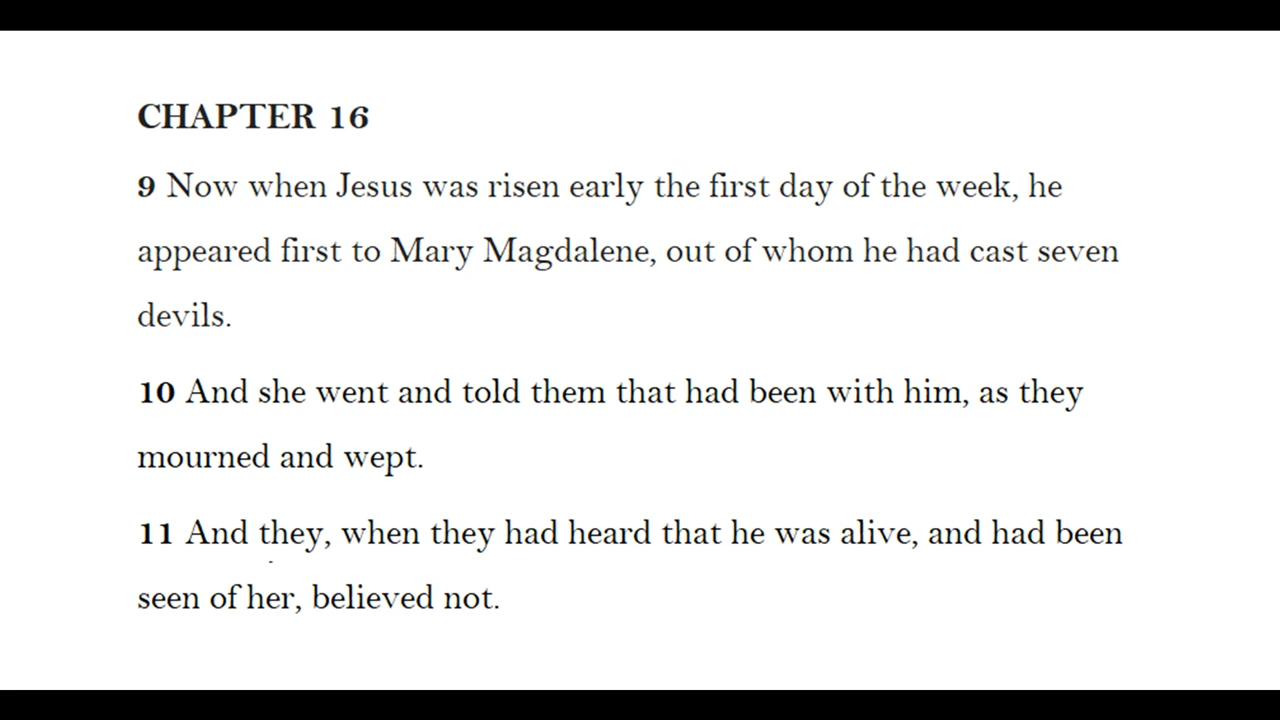 CHAPTER 16
9 Now when Jesus was risen early the first day of the week, he
appeared first to Mary Magdalene, out of whom he had cast seven
devils.
10 And she went and told them that had been with him, as they
mourned and wept.
11 And they, when they had heard that he was alive, and had been
seen of her, believed not.